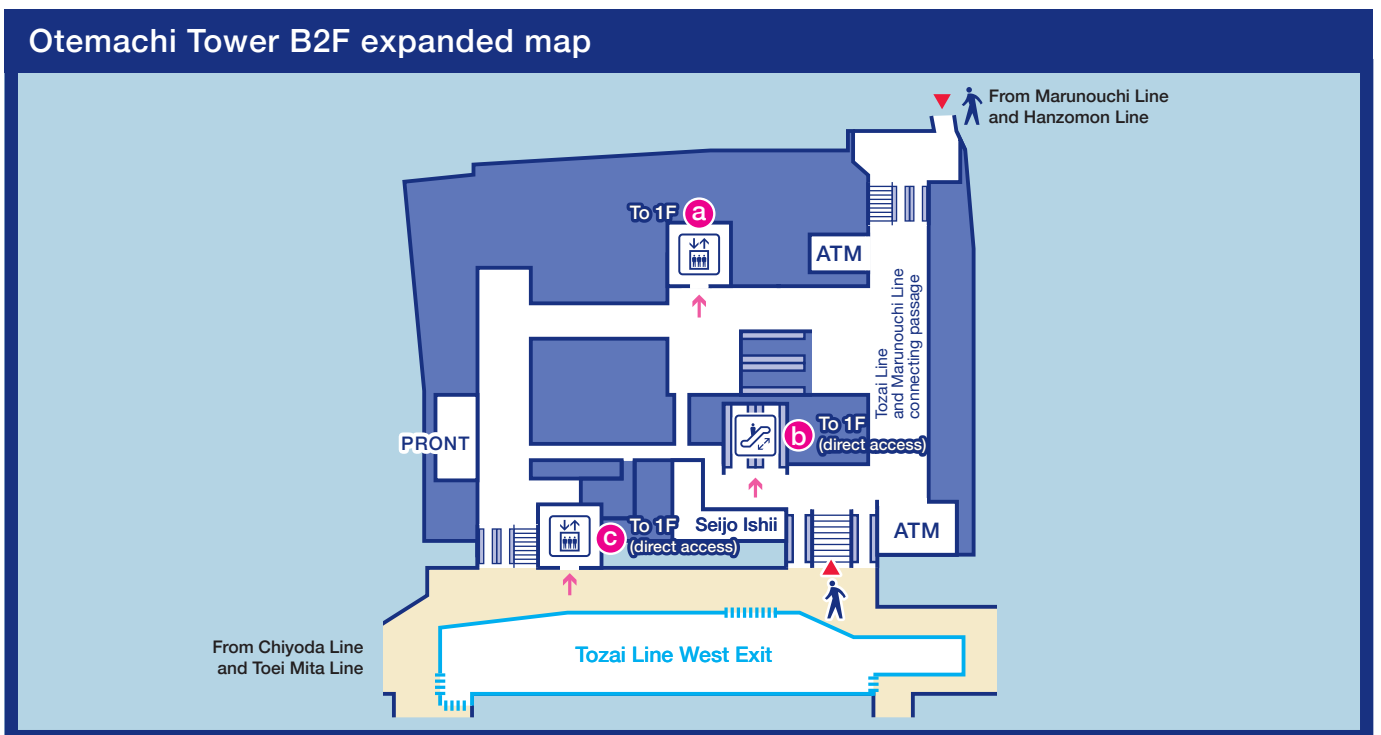 Otemachi Tower B2F expanded map
From Marunouchi Line
and Hanzomon Line
To 1F a
ATM
Tozai Line
and Marunouchi Line
connecting passage
PRONT
b To 1F
(direct access)
c To 1F
(direct access)
Seijo Ishii
ATM
From Chiyoda Line
and Toei Mita Line
Tozai Line West Exit